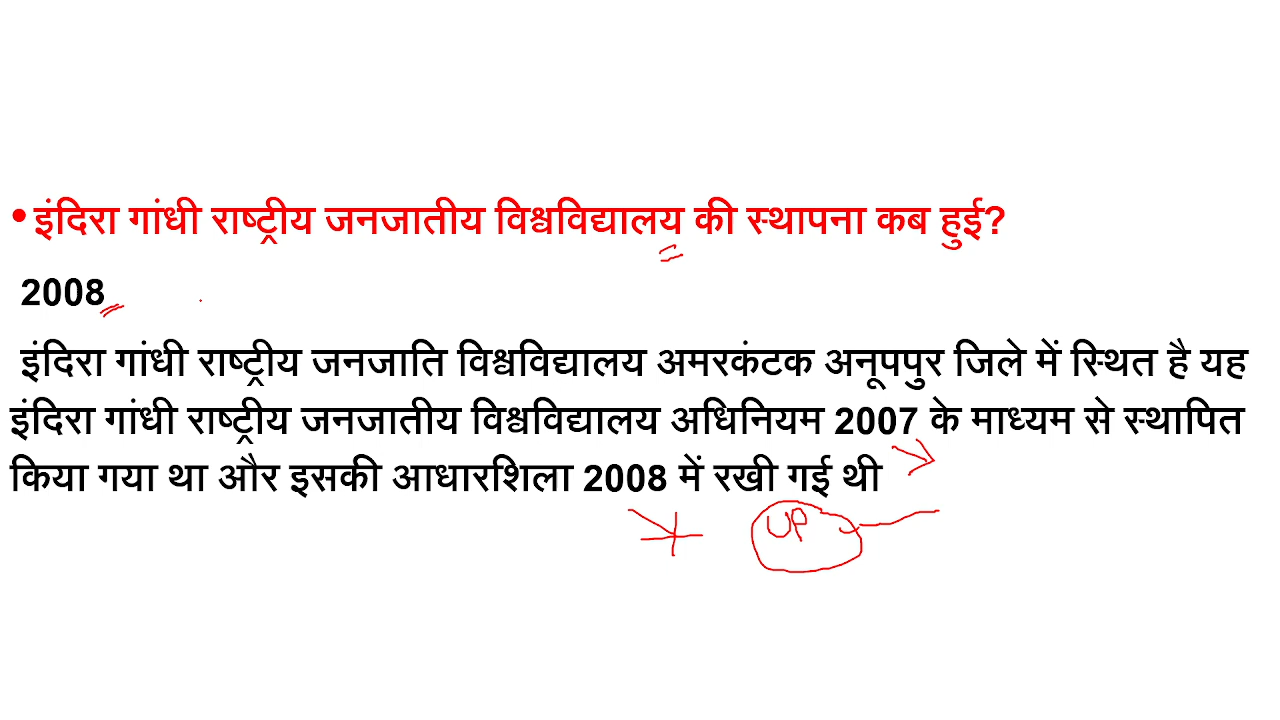 • इंदिरा गांधी राष्ट्रीय जनजातीय विश्वविद्यालय की स्थापना कब हुई?
2008
इंदिरा गांधी राष्ट्रीय जनजाति विश्वविद्यालय अमरकंटक अनूपपुर जिले में स्थित है यह
इंदिरा गांधी राष्ट्रीय जनजातीय विश्वविद्यालय अधिनियम 2007 के माध्यम से स्थापित
किया गया था और इसकी आधारशिला 2008 में रखी गई थी
UP